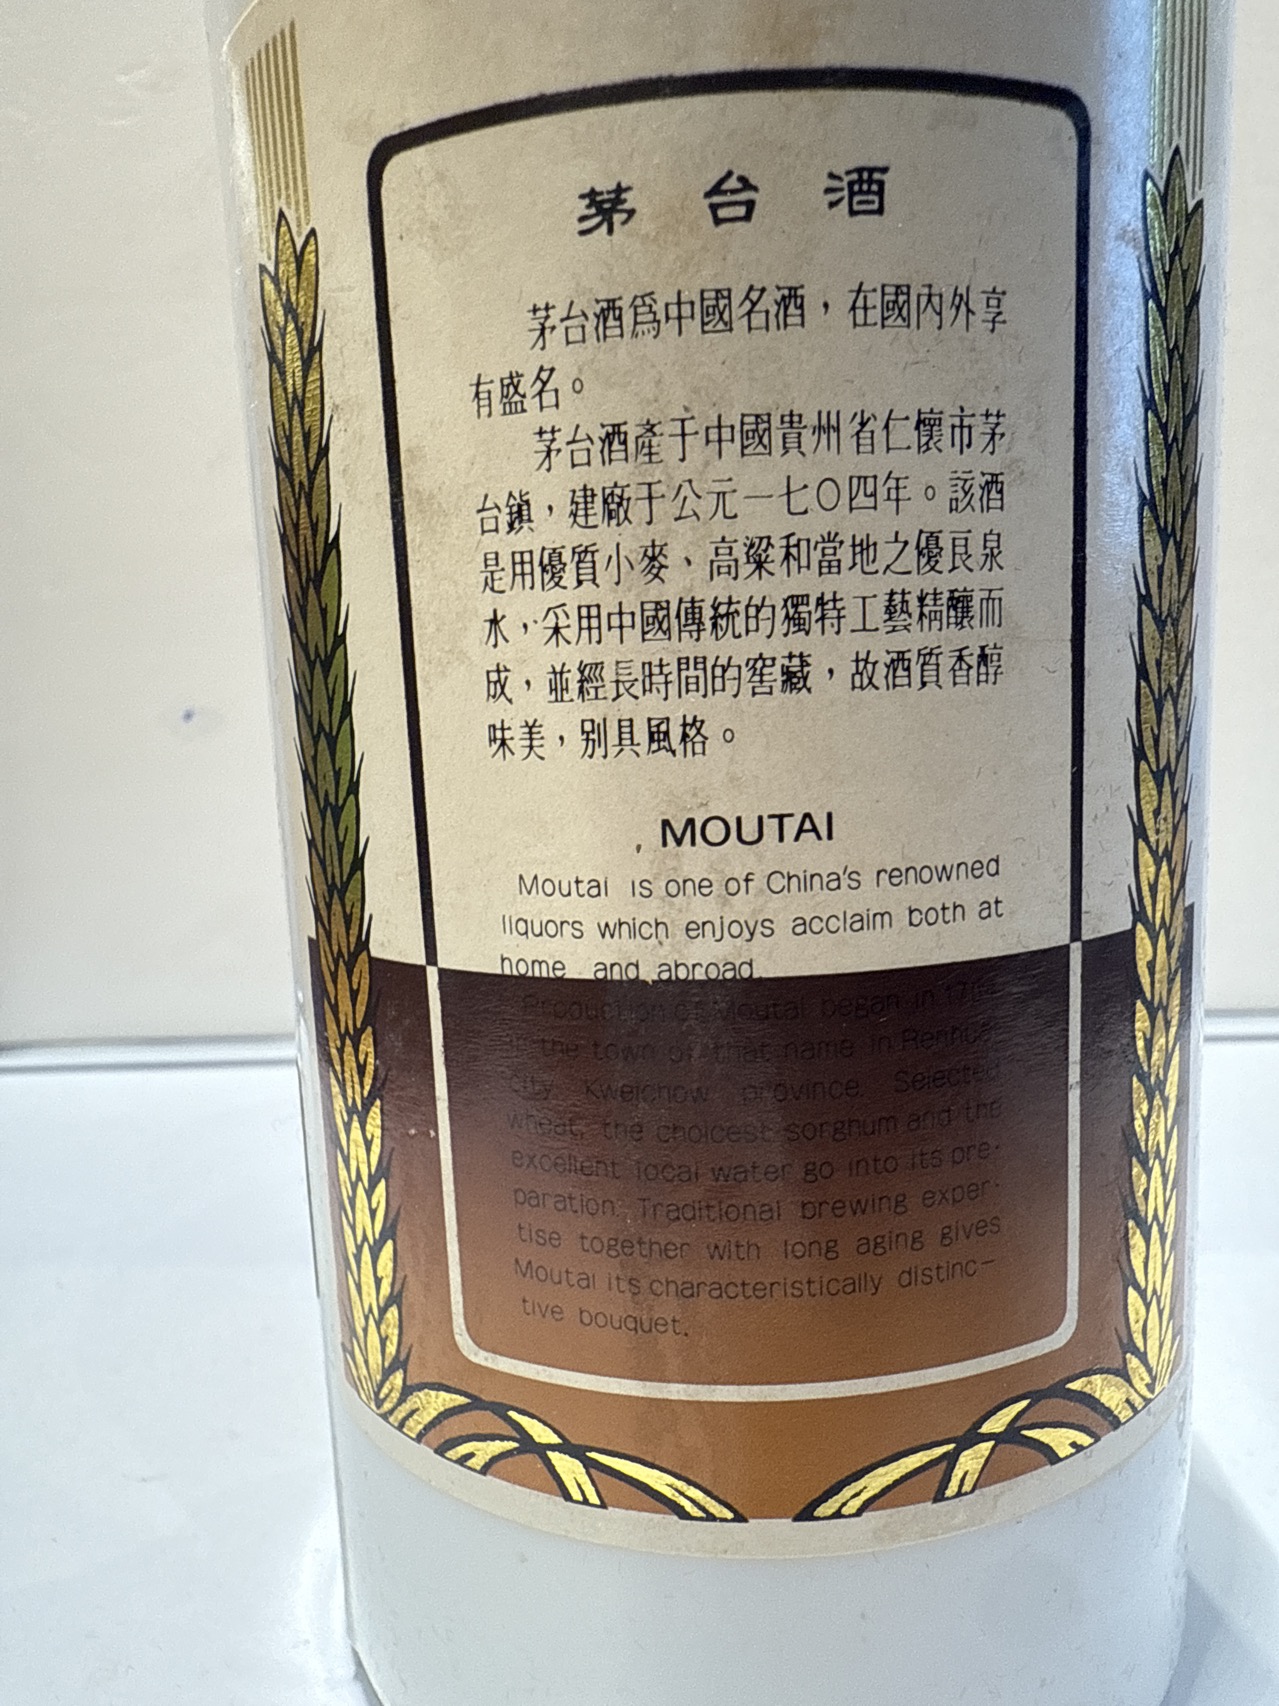 茅台酒
茅台酒爲中國名酒，在國內外享
有盛名。
茅台酒產于中國貴州省仁懷市茅
台鎮，建廠于公元一七〇四年。該酒
是用優質小麥、高粱和當地之優良泉
水，采用中國傳統的獨特工藝精釀而
成，並經長時間的窖藏，故酒質香醇
味美，别具風格。
MOUTAI
Moutai is one of China's renowned
liquors which enjoys acclaim both at
home and abroad.
Production of Moutai began in
the town of that name in
City Kweichow province. Selected
wheat, the choicest sorghum and the
excellent local water go into its pre-
paration. Traditional brewing exper-
tise together with long aging gives
Moutai its characteristically distinc-
tive bouquet.